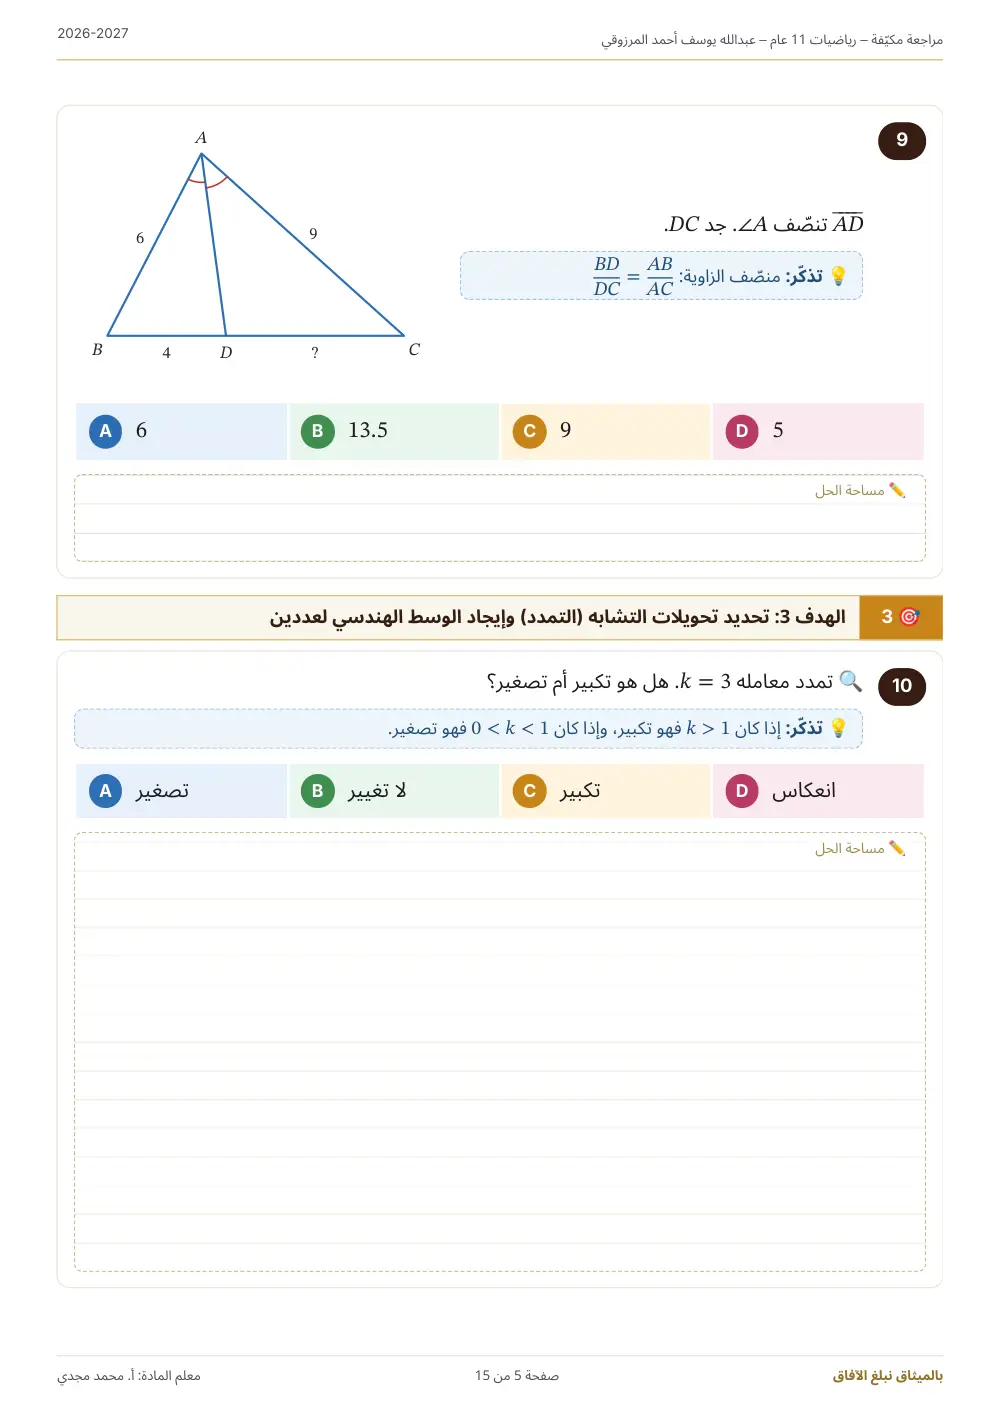 مراجعة مكيّفة – رياضيات 11 عام – عبدالله يوسف أحمد المرزوقي
2026-2027
9
AD تنصّف ∠A. جد DC.
💡 تذكّر: منصّف الزاوية: AB/AC = BD/DC
A
6
9
B
4
D
?
C
A 6
B 13.5
C 9
D 5
✏️ مساحة الحل
🎯 3
الهدف 3: تحديد تحويلات التشابه (التمدد) وإيجاد الوسط الهندسي لعددين
10
🔍 تمدد معامله k = 3. هل هو تكبير أم تصغير؟
💡 تذكّر: إذا كان k > 1 فهو تكبير، وإذا كان 0 < k < 1 فهو تصغير.
A تصغير
B لا تغيير
C تكبير
D انعكاس
✏️ مساحة الحل
بالميثاق نبلغ الآفاق
صفحة 5 من 15
معلم المادة: أ. محمد مجدي